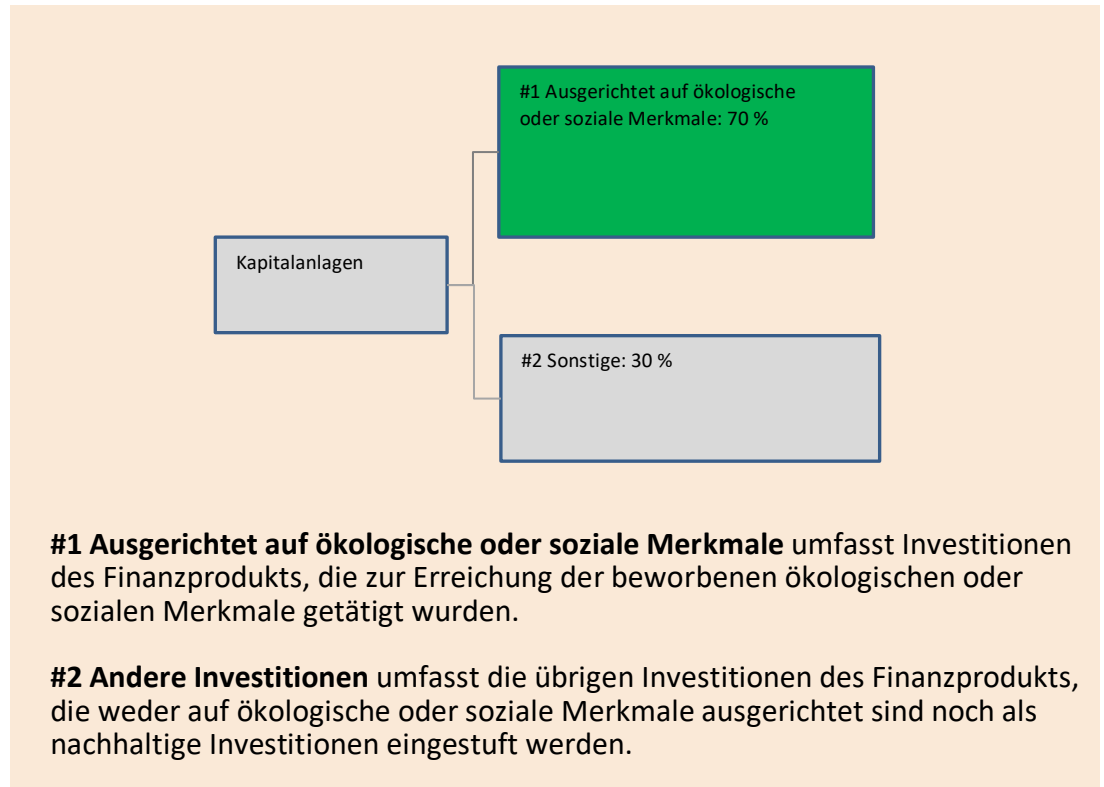 #1 Ausgerichtet auf ökologische
oder soziale Merkmale: 70 %
Kapitalanlagen
#2 Sonstige: 30 %
#1 Ausgerichtet auf ökologische oder soziale Merkmale umfasst Investitionen
des Finanzprodukts, die zur Erreichung der beworbenen ökologischen oder
sozialen Merkmale getätigt wurden.
#2 Andere Investitionen umfasst die übrigen Investitionen des Finanzprodukts,
die weder auf ökologische oder soziale Merkmale ausgerichtet sind noch als
nachhaltige Investitionen eingestuft werden.